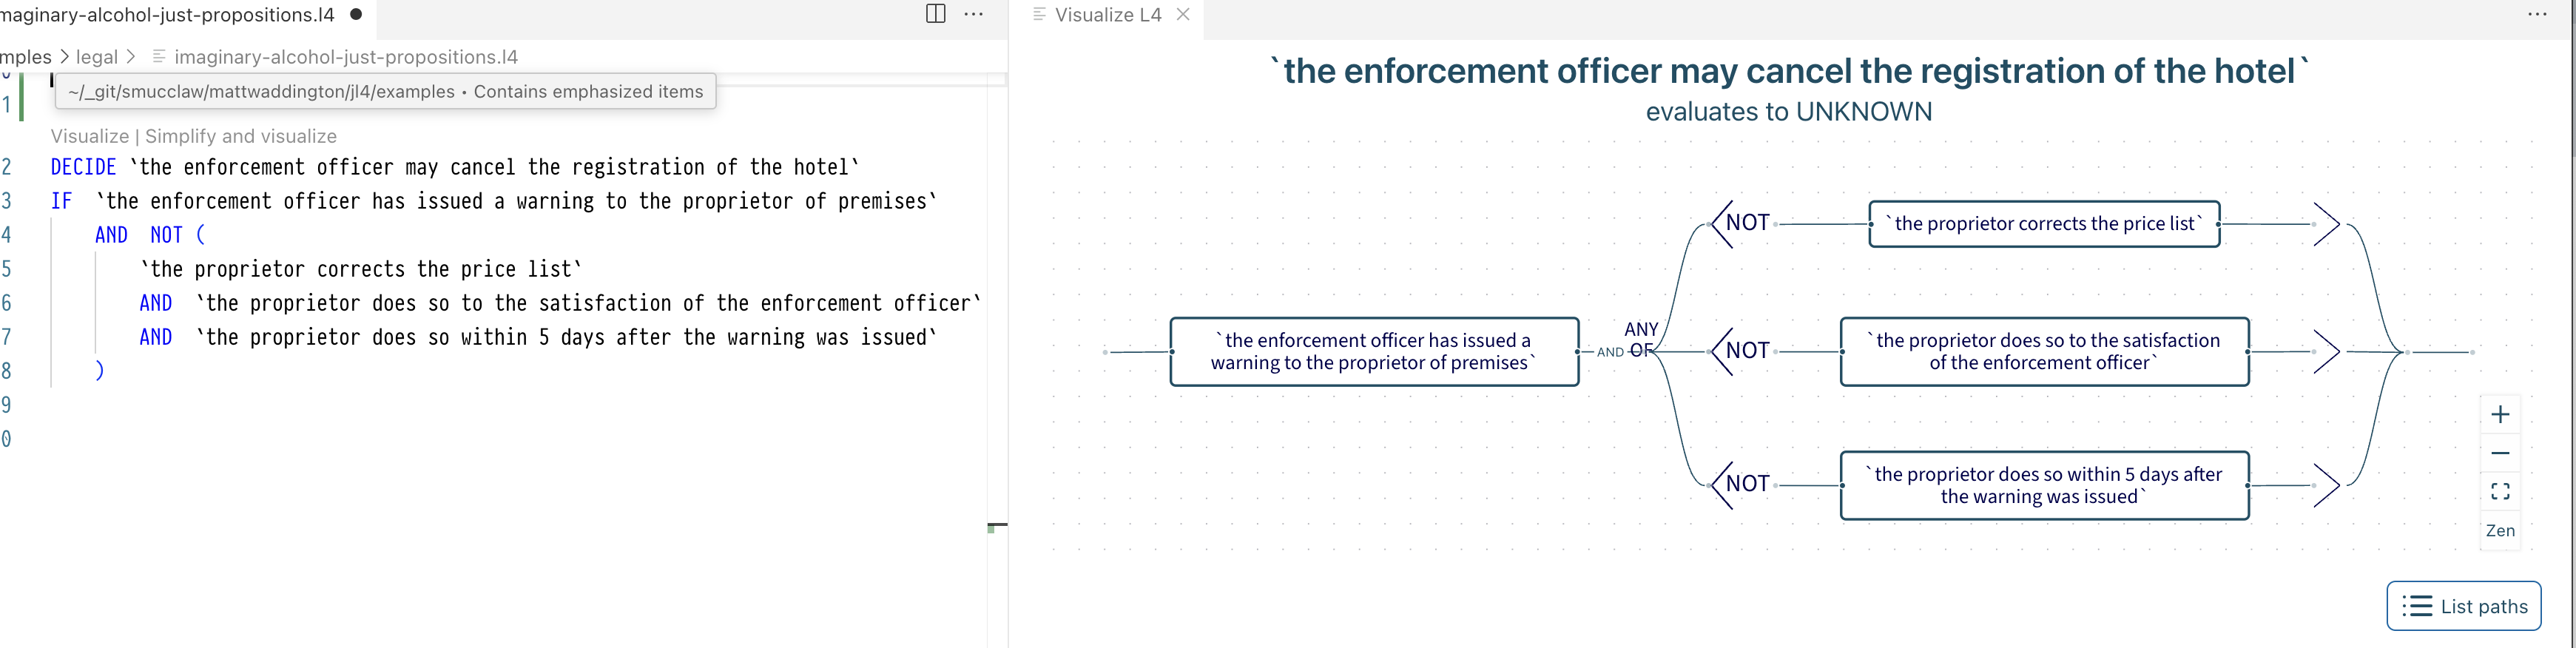 maginary-alcohol-just-propositions.l4
mples > legal > imaginary-alcohol-just-propositions.l4
~/_git/smucclaw/mattwaddington/jl4/examples • Contains emphasized items
1
Visualize | Simplify and visualize
2 DECIDE `the enforcement officer may cancel the registration of the hotel`
3 IF `the enforcement officer has issued a warning to the proprietor of premises`
4 AND NOT (
5 `the proprietor corrects the price list`
6 AND `the proprietor does so to the satisfaction of the enforcement officer`
7 AND `the proprietor does so within 5 days after the warning was issued`
8 )
9
0
Visualize L4
`the enforcement officer may cancel the registration of the hotel`
evaluates to UNKNOWN
`the enforcement officer has issued a
warning to the proprietor of premises`
AND
ANY
OF
NOT
`the proprietor corrects the price list`
NOT
`the proprietor does so to the satisfaction
of the enforcement officer`
NOT
`the proprietor does so within 5 days after
the warning was issued`
Zen
List paths